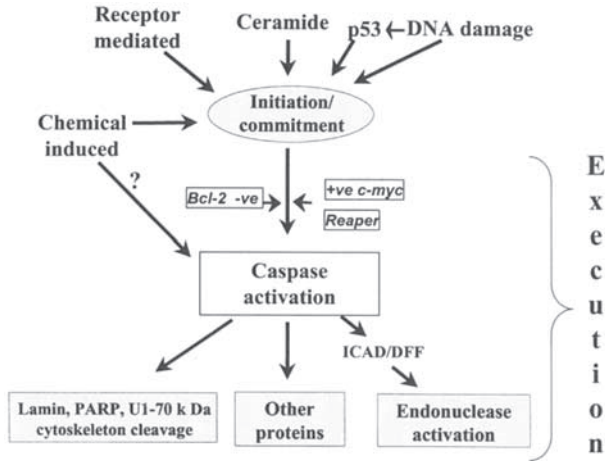 Receptor
mediated
Ceramide
p53 ←DNA damage
Initiation/
commitment
Chemical
induced
?
Bcl-2 -ve
+ve c-myc
Reaper
Caspase
activation
ICAD/DFF
Lamin, PARP, U1-70 k Da
cytoskeleton cleavage
Other
proteins
Endonuclease
activation
Execution